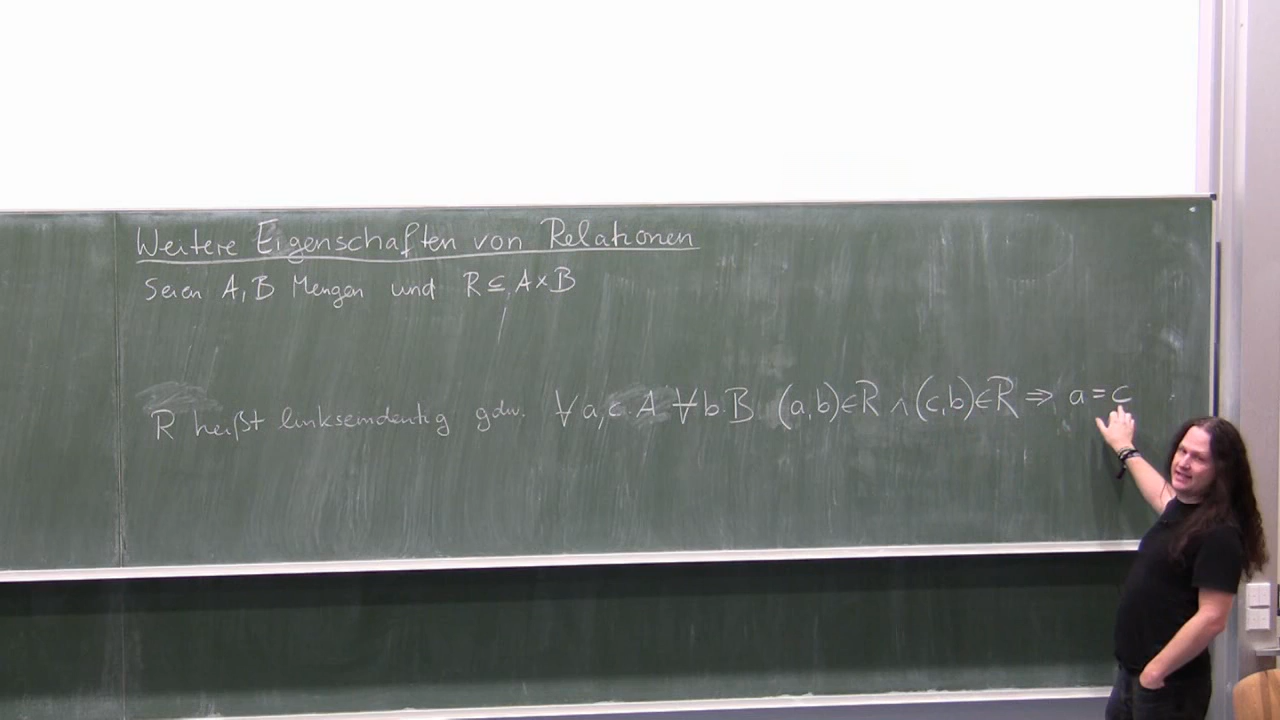 Weitere Eigenschaften von Relationen
Seien A, B Mengen und R ⊆ A × B
R heißt linkseindeutig gdw. ∀ a, c ∈ A ∀ b ∈ B (a, b) ∈ R ∧ (c, b) ∈ R ⇒ a = c